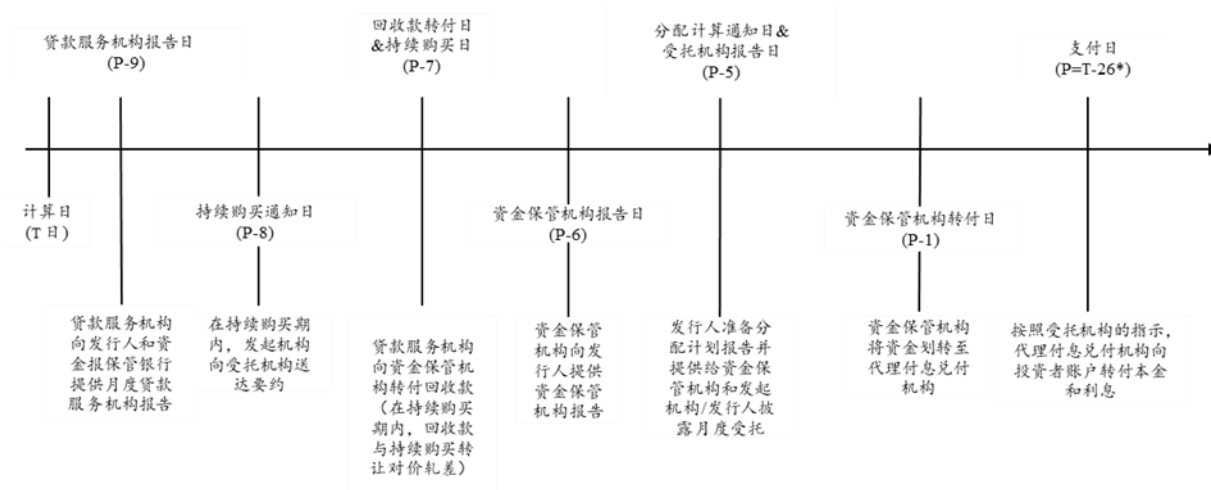 贷款服务机构报告日
(P-9)
回收款转付日
&持续购买日
(P-7)
分配计算通知日&
受托机构报告日
(P-5)
支付日
(P=T-26*)
计算日
(T 日)
持续购买通知日
(P-8)
资金保管机构报告日
(P-6)
资金保管机构转付日
(P-1)
贷款服务机构
向发行人和资
金报保管银行
提供月度贷款
服务机构报告
在持续购买期
内，发起机构
向受托机构送
达要约
贷款服务机构
向资金保管机
构转付回收款
（在持续购买
期内，回收款
与持续购买转
让对价轧差）
资金保管
机构向发
行人提供
资金保管
机构报告
发行人准备分
配计划报告并
提供给资金保
管机构和发起
机构/发行人披
露月度受托
资金保管机构
将资金划转至
代理付息兑付
机构
按照受托机构的指示，
代理付息兑付机构向
投资者账户转付本金
和利息